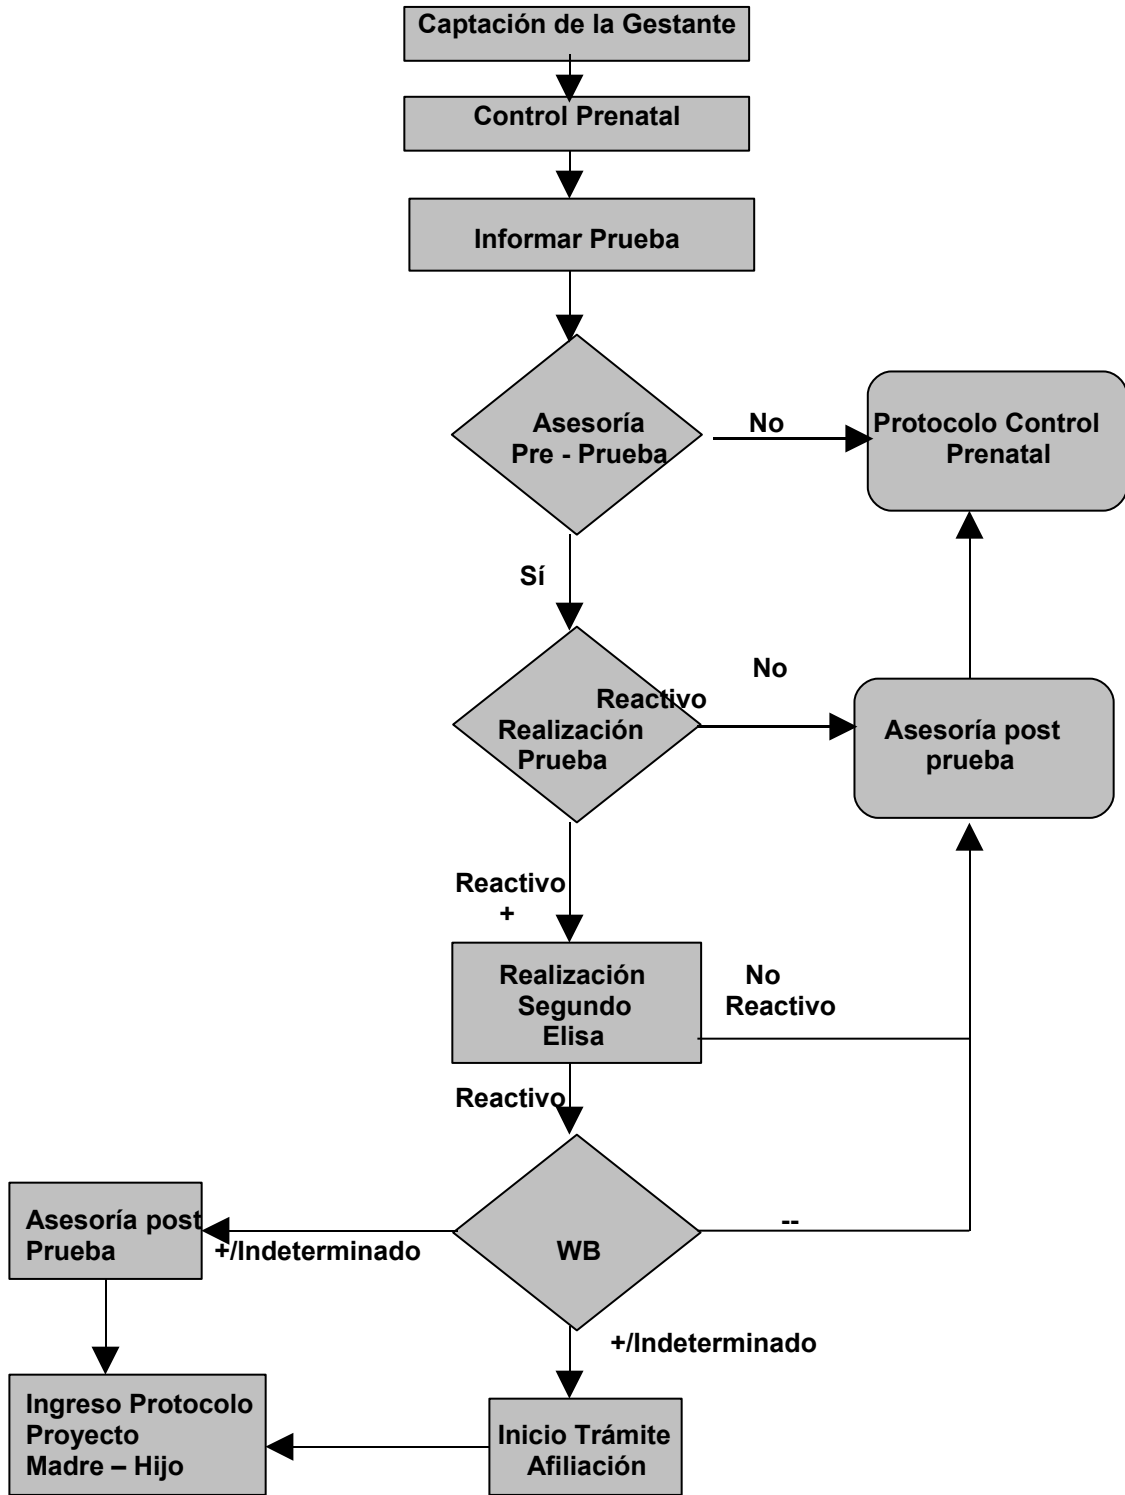 Captación de la Gestante
Control Prenatal
Informar Prueba
Asesoría
Pre - Prueba
No
Protocolo Control
Prenatal
Sí
No
Reactivo
Realización
Prueba
Asesoría post
prueba
Reactivo
+
Realización
Segundo
Elisa
No
Reactivo
Reactivo
WB
--
+/Indeterminado
Asesoría post
Prueba
+/Indeterminado
Inicio Trámite
Afiliación
Ingreso Protocolo
Proyecto
Madre – Hijo